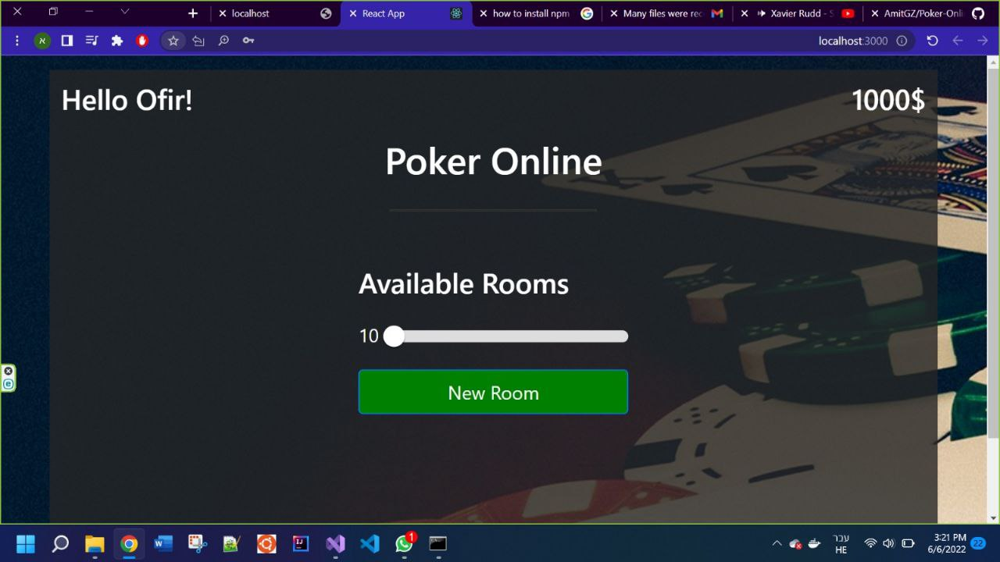 localhost
React App
how to install npm
Many files were rec
Xavier Rudd - S
AmitGZ/Poker-Onli
א
localhost:3000
Hello Ofir!
1000$
Poker Online
Available Rooms
10
New Room
e
W
IJ
1
עבר
HE
3:21 PM
6/6/2022
22